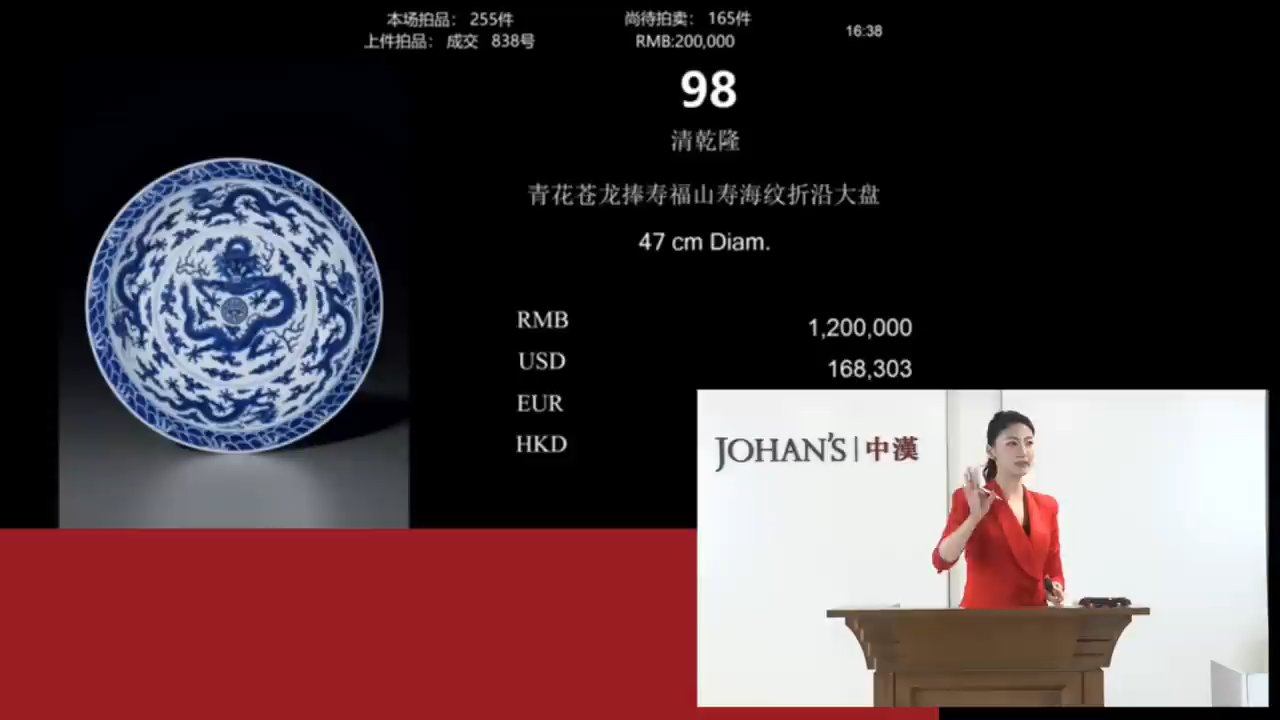 本场拍品： 255件
尚待拍卖： 165件
上件拍品： 成交 838号
RMB:200,000
16:38
98
清乾隆
青花苍龙捧寿福山寿海纹折沿大盘
47 cm Diam.
RMB 1,200,000
USD 168,303
EUR
HKD
JOHAN'S | 中漢